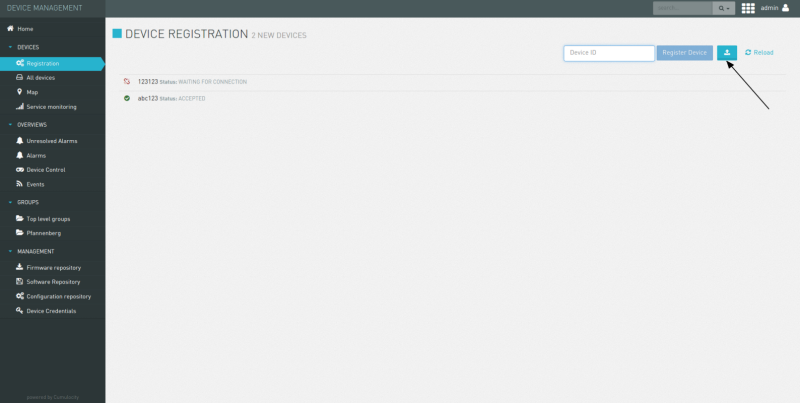 DEVICE MANAGEMENT
Search...
admin
Home
DEVICES
Registration
All devices
Map
Service monitoring
OVERVIEWS
Unresolved Alarms
Alarms
Device Control
Events
GROUPS
Top level groups
Pfannenberg
MANAGEMENT
Firmware repository
Software Repository
Configuration repository
Device Credentials
powered by Cumulocity
DEVICE REGISTRATION 2 NEW DEVICES
Device ID
Register Device
Reload
123123 Status: WAITING FOR CONNECTION
abc123 Status: ACCEPTED